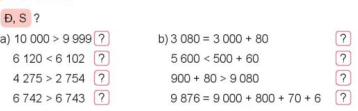 Đ, S ?
a) 10 000 > 9 999 ?
6 120 < 6 102 ?
4 275 > 2 754 ?
6 742 > 6 743 ?
b) 3 080 = 3 000 + 80 ?
5 600 < 500 + 60 ?
900 + 80 > 9 080 ?
9 876 = 9 000 + 800 + 70 + 6 ?